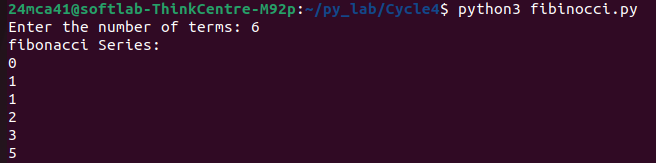 24mca41@softlab-ThinkCentre-M92p:~/py_lab/Cycle4$ python3 fibinocci.py
Enter the number of terms: 6
fibonacci Series:
0
1
1
2
3
5